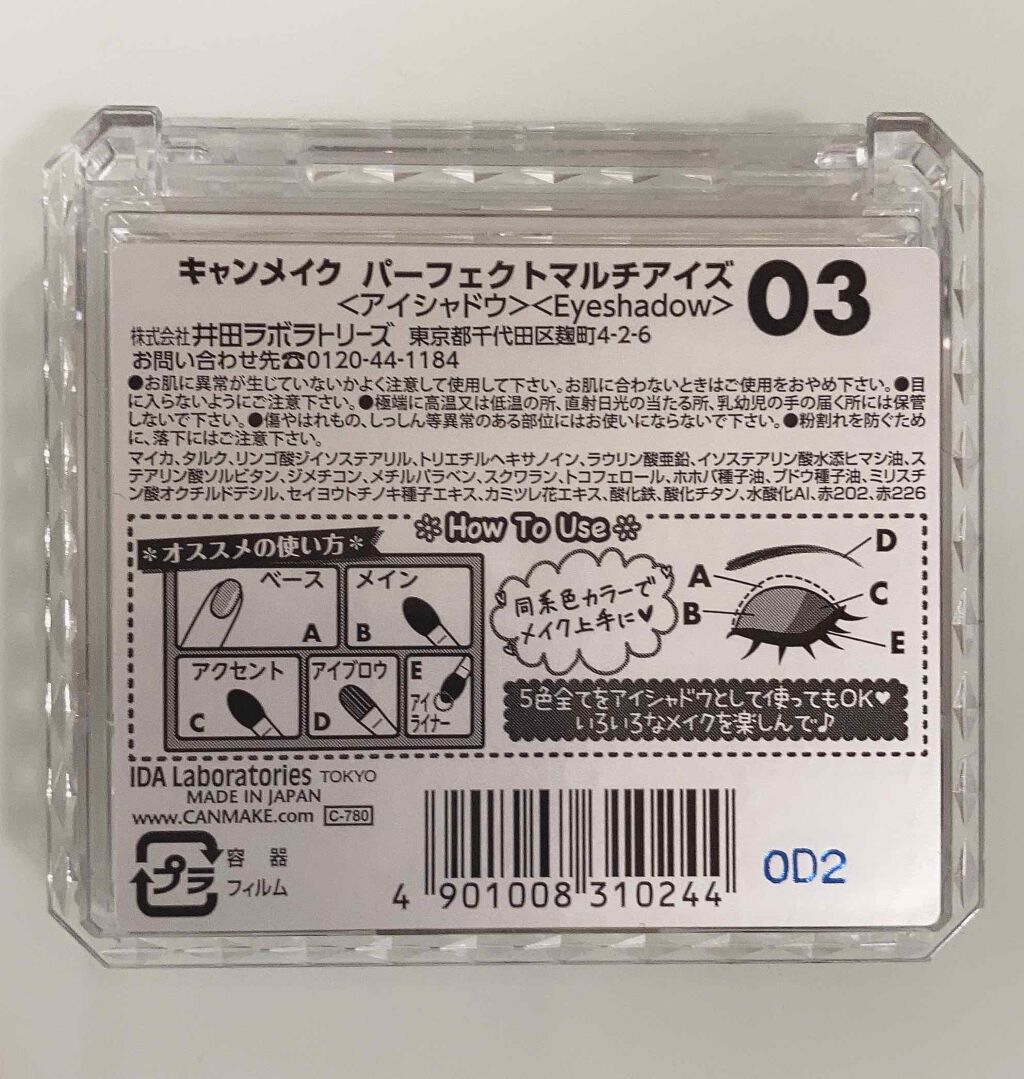 キャンメイク パーフェクトマルチアイズ 03
<アイシャドウ><Eyeshadow>
株式会社 井田ラボラトリーズ 東京都千代田区麹町4-2-6
お問い合わせ先☎0120-44-1184
●お肌に異常が生じていないかよく注意して使用して下さい。お肌に合わないときはご使用をおやめ下さい。●目
に入らないようにご注意下さい。●極端に高温又は低温の所、直射日光の当たる所、乳幼児の手の届く所には保管
しないで下さい。●傷やはれもの、しっしん等異常のある部位にはお使いにならないで下さい。●粉割れを防ぐため
に、落下にはご注意下さい。
マイカ、タルク、リンゴ酸ジイソステアリル、トリエチルヘキサノイン、ラウリン酸亜鉛、イソステアリン酸水添ヒマシ油、ス
テアリン酸ソルビタン、ジメチコン、メチルパラベン、スクワラン、トコフェロール、ホホバ種子油、ブドウ種子油、ミリスチ
ン酸オクチルドデシル、セイヨウトチノキ種子エキス、カミツレ花エキス、酸化鉄、酸化チタン、水酸化Al、赤202、赤226
How To Use
*オススメの使い方*
ベース
A
メイン
B
アクセント
C
アイブロウ
D
E
アイ
ライナー
同系色カラーで
メイク上手に♥
A
B
D
C
E
5色全てをアイシャドウとして使ってもOK♥
いろいろなメイクを楽しんで♪
IDA Laboratories TOKYO
MADE IN JAPAN
www.CANMAKE.com C-780
プラ
容器
フィルム
4 901008 310244
0D2